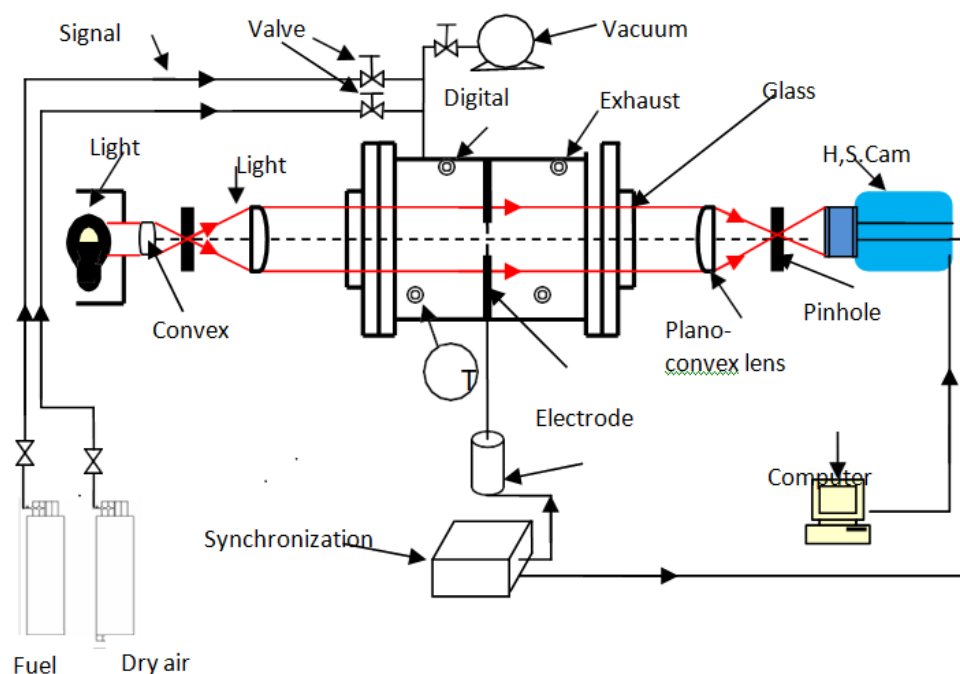 Signal
Valve
Vacuum
Digital
Exhaust
Glass
Light
Light
H,S.Cam
Convex
Plano-
convex lens
Pinhole
T
Electrode
Computer
Synchronization
Fuel
Dry air